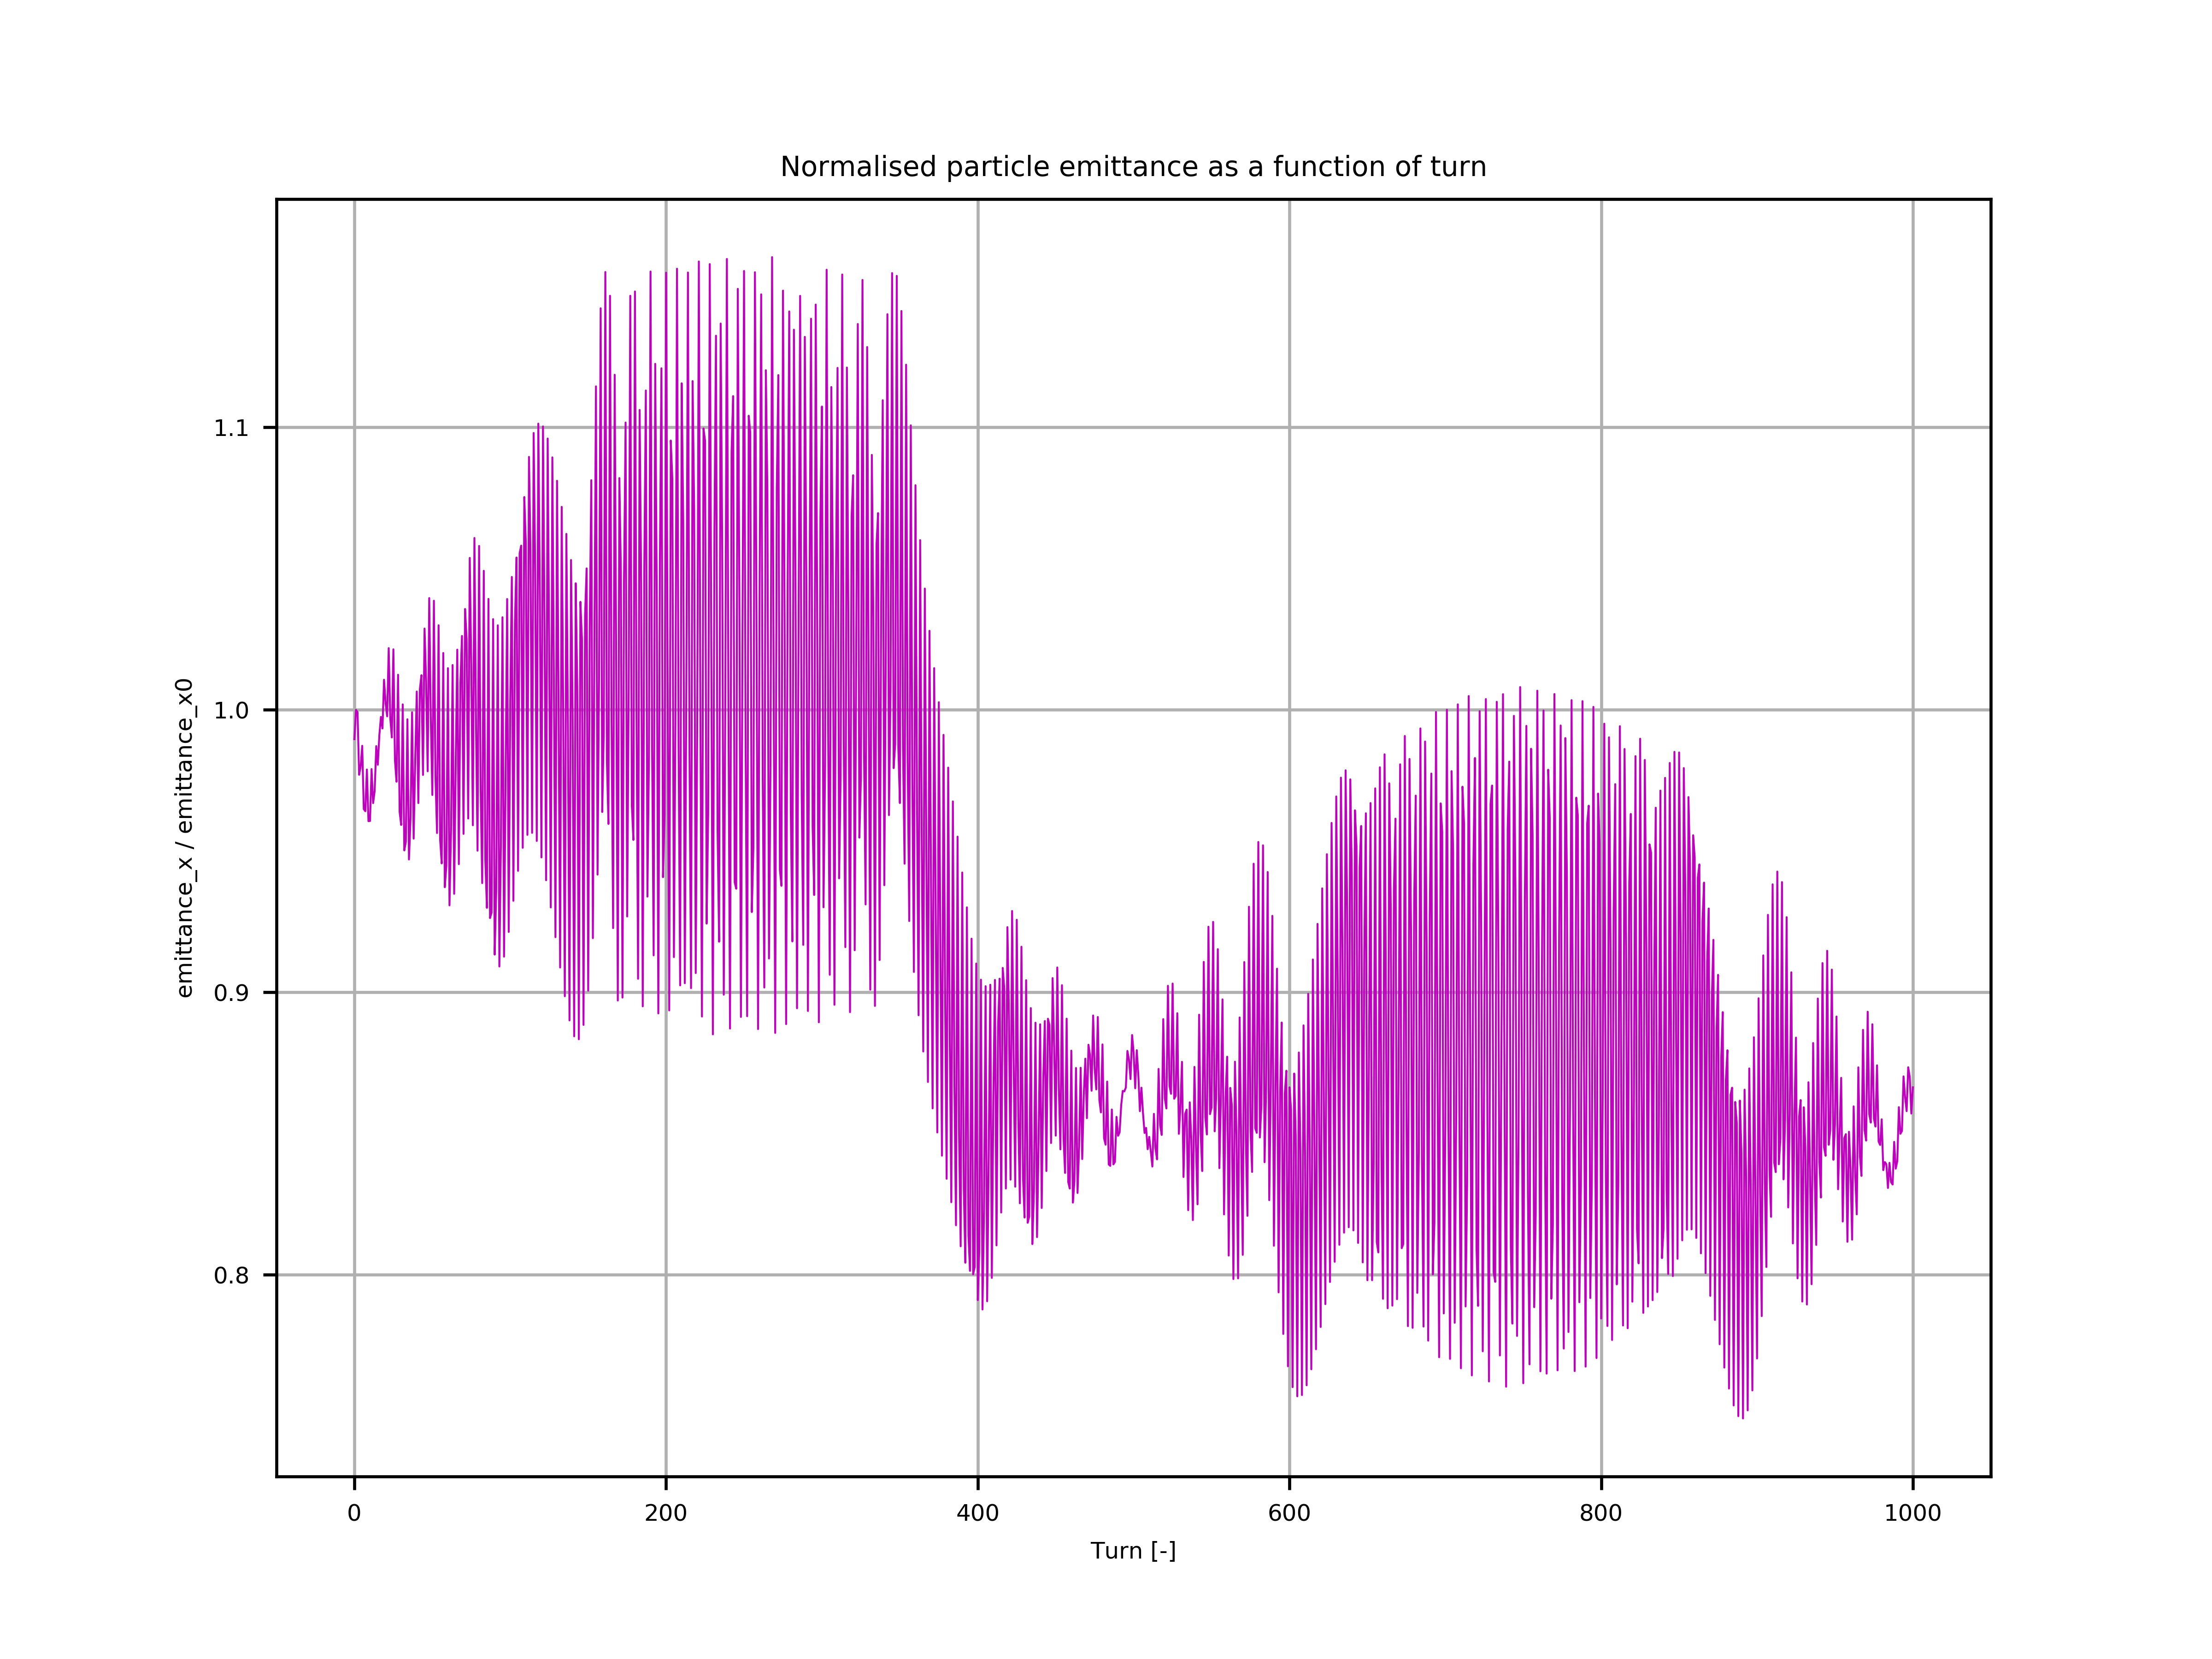 Normalised particle emittance as a function of turn
emittance_x / emittance_x0
1.1
1.0
0.9
0.8
0 200 400 600 800 1000
Turn [-]